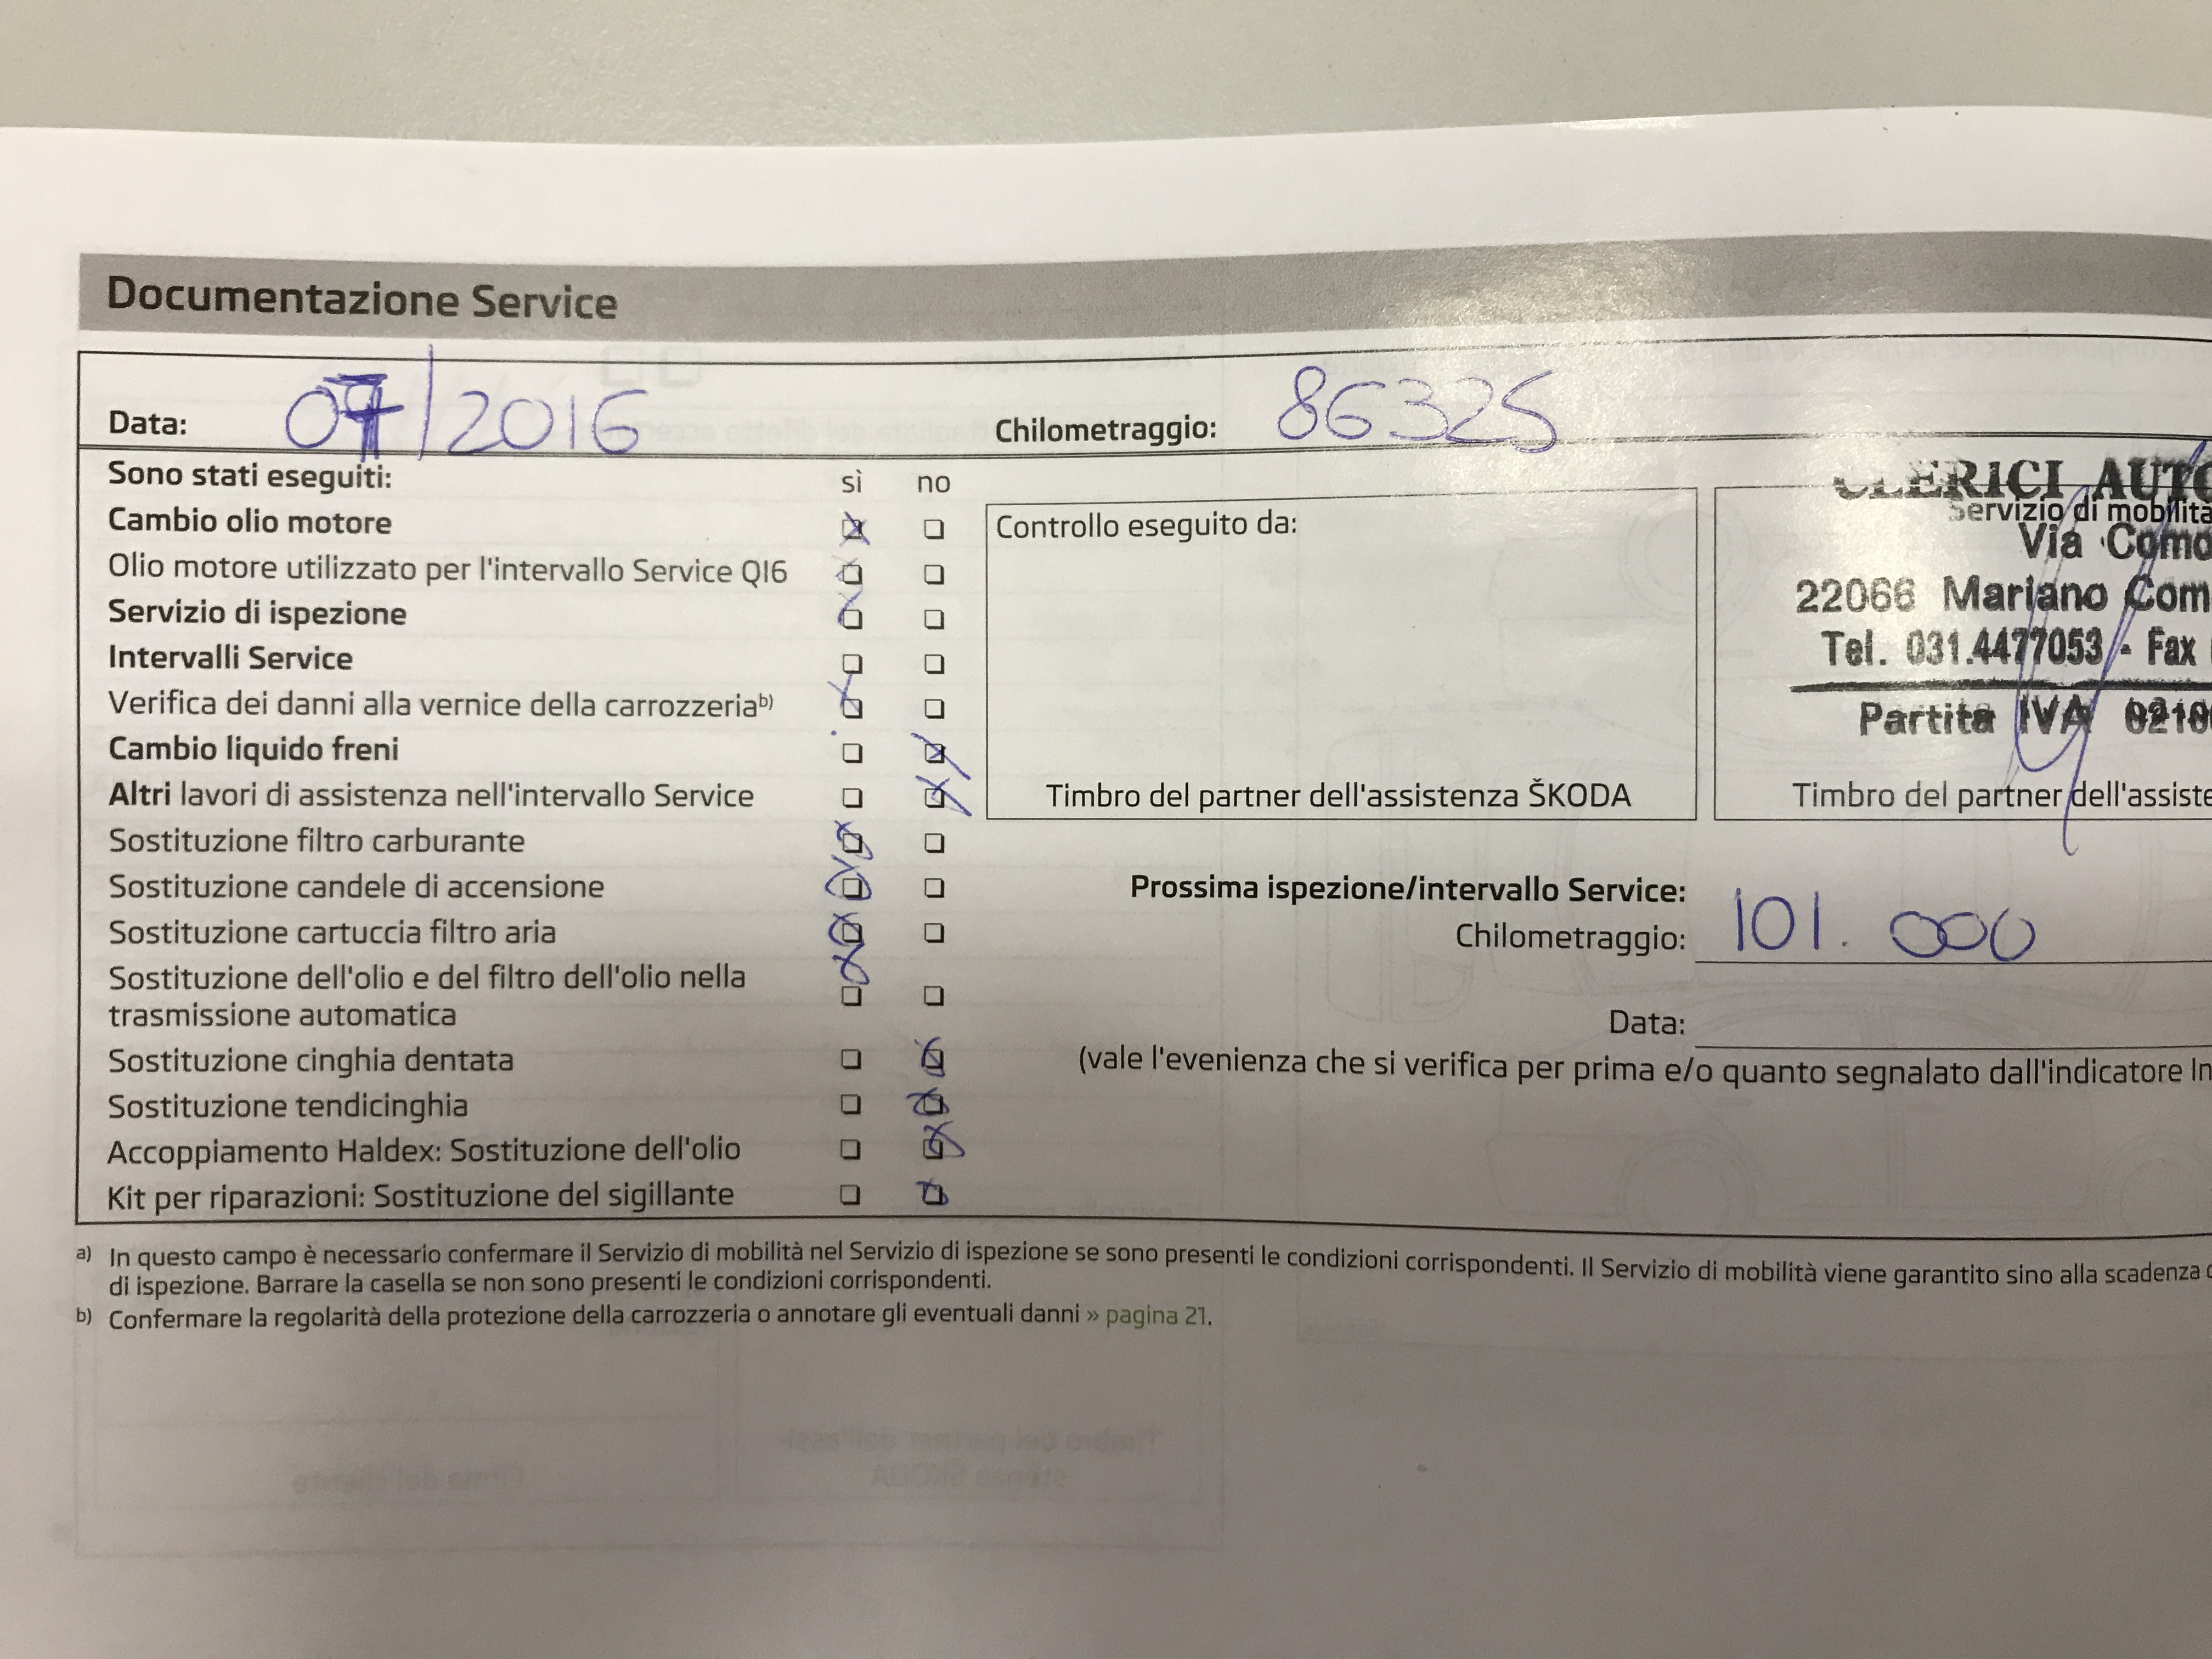 Documentazione Service
Data: 07/2016 Chilometraggio: 86325
Sono stati eseguiti: sì no
Cambio olio motore
Olio motore utilizzato per l'intervallo Service QI6
Servizio di ispezione
Intervalli Service
Verifica dei danni alla vernice della carrozzeria b)
Cambio liquido freni
Altri lavori di assistenza nell'intervallo Service
Sostituzione filtro carburante
Sostituzione candele di accensione
Sostituzione cartuccia filtro aria
Sostituzione dell'olio e del filtro dell'olio nella
trasmissione automatica
Sostituzione cinghia dentata
Sostituzione tendicinghia
Accoppiamento Haldex: Sostituzione dell'olio
Kit per riparazioni: Sostituzione del sigillante
Controllo eseguito da:
Timbro del partner dell'assistenza ŠKODA
CLERICI AUTO
Servizio di mobilità
Via Como
22066 Mariano Com
Tel. 031.4477053 - Fax
Partita IVA
Timbro del partner dell'assiste
Prossima ispezione/intervallo Service:
Chilometraggio: 101.000
Data:
(vale l'evenienza che si verifica per prima e/o quanto segnalato dall'indicatore In
a) In questo campo è necessario confermare il Servizio di mobilità nel Servizio di ispezione se sono presenti le condizioni corrispondenti. Il Servizio di mobilità viene garantito sino alla scadenza
di ispezione. Barrare la casella se non sono presenti le condizioni corrispondenti.
b) Confermare la regolarità della protezione della carrozzeria o annotare gli eventuali danni » pagina 21.